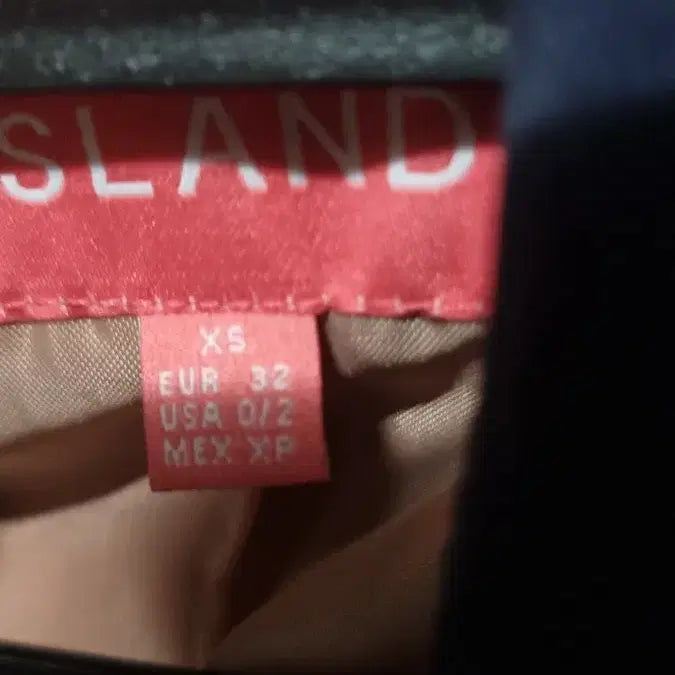 SLAND
XS
EUR 32
USA 0/2
MEX XP